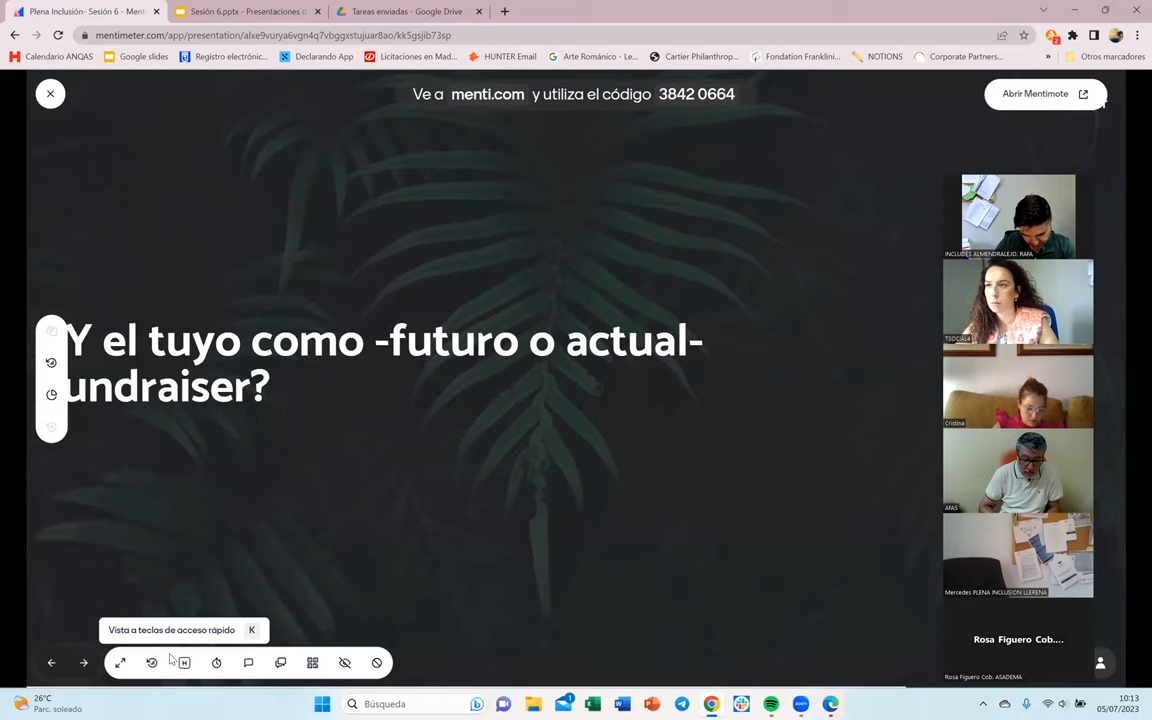 Plena Inclusión- Sesión 6 - Menti
Sesión 6.pptx - Presentaciones d
Tareas enviadas - Google Drive
mentimeter.com/app/presentation/alxe9vurya6vgn4q7vbggxstujuar8ao/kk5gsjib73sp
Calendario ANQAS
Google slides
Registro electrónic...
Declarando App
Licitaciones en Mad...
HUNTER Email
Arte Románico - Le...
Cartier Philanthrop...
Fondation Franklini...
NOTIONS
Corporate Partners...
»
Otros marcadores
Ve a menti.com y utiliza el código 3842 0664
Abrir Mentimote
INCLUDES ALMENDRALEJO. RAFA
TSOCIAL4
Y el tuyo como -futuro o actual-
undraiser?
Cristina
AFAS
Mercedes PLENA INCLUSION LLERENA
Rosa Figuero Cob....
Rosa Figuero Cob. ASADEMA
Vista a teclas de acceso rápido K
H
26°C
Parc. soleado
Búsqueda
10:13
05/07/2023